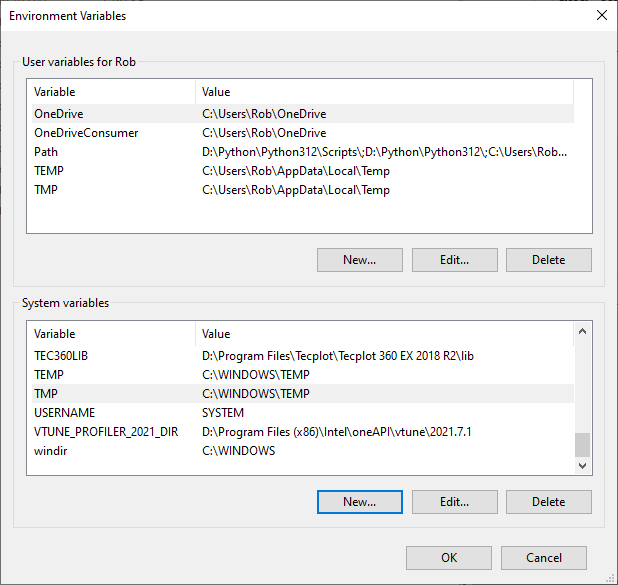 Environment Variables
User variables for Rob
Variable Value
OneDrive C:\Users\Rob\OneDrive
OneDriveConsumer C:\Users\Rob\OneDrive
Path D:\Python\Python312\Scripts\;D:\Python\Python312\;C:\Users\Rob...
TEMP C:\Users\Rob\AppData\Local\Temp
TMP C:\Users\Rob\AppData\Local\Temp
New... Edit... Delete
System variables
Variable Value
TEC360LIB D:\Program Files\Tecplot\Tecplot 360 EX 2018 R2\lib
TEMP C:\WINDOWS\TEMP
TMP C:\WINDOWS\TEMP
USERNAME SYSTEM
VTUNE_PROFILER_2021_DIR D:\Program Files (x86)\Intel\oneAPI\vtune\2021.7.1
windir C:\WINDOWS
New... Edit... Delete
OK Cancel